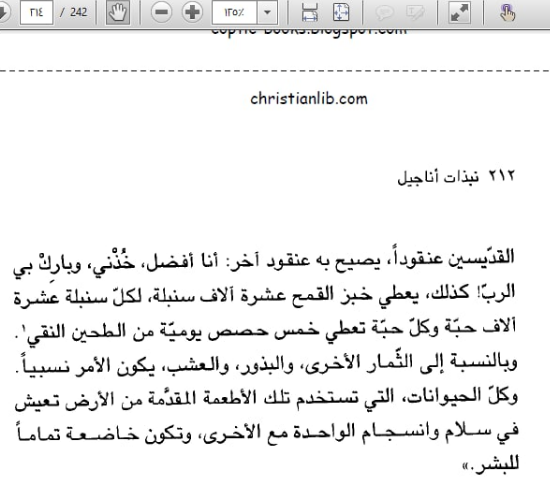 ٢١٤ / 242 ١٢٥٪
coptic-books.blogspot.com
christianlib.com
٢١٢ نبذات أناجيل
القدّيسين عنقوداً، يصيح به عنقود آخر: أنا أفضل، خُذْني، وباركْ بي
الربّ! كذلك، يعطي خبز القمح عشرة آلاف سنبلة، لكلّ سنبلة عشرة
آلاف حبّة وكلّ حبّة تعطي خمس حصص يوميّة من الطحين النقي١.
وبالنسبة إلى الثّمار الأخرى، والبذور، والعشب، يكون الأمر نسبياً.
وكلّ الحيوانات، التي تستخدم تلك الأطعمة المقدَّمة من الأرض تعيش
في سلام وانسجام الواحدة مع الأخرى، وتكون خاضعة تماماً
للبشر.»